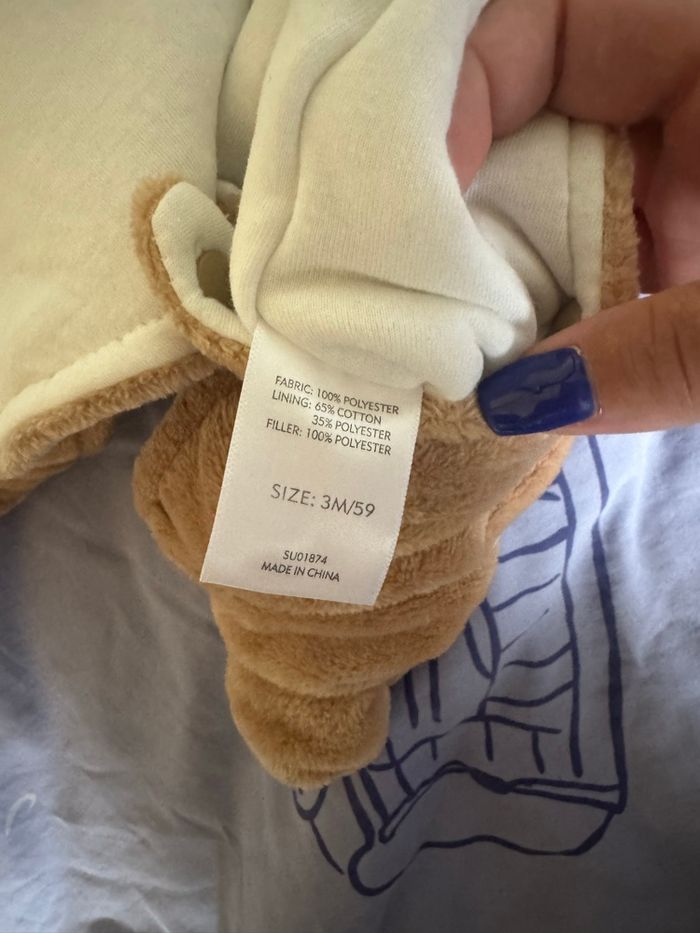 FABRIC: 100% POLYESTER
LINING: 65% COTTON
35% POLYESTER
FILLER: 100% POLYESTER
SIZE: 3M/59
SU01874
MADE IN CHINA